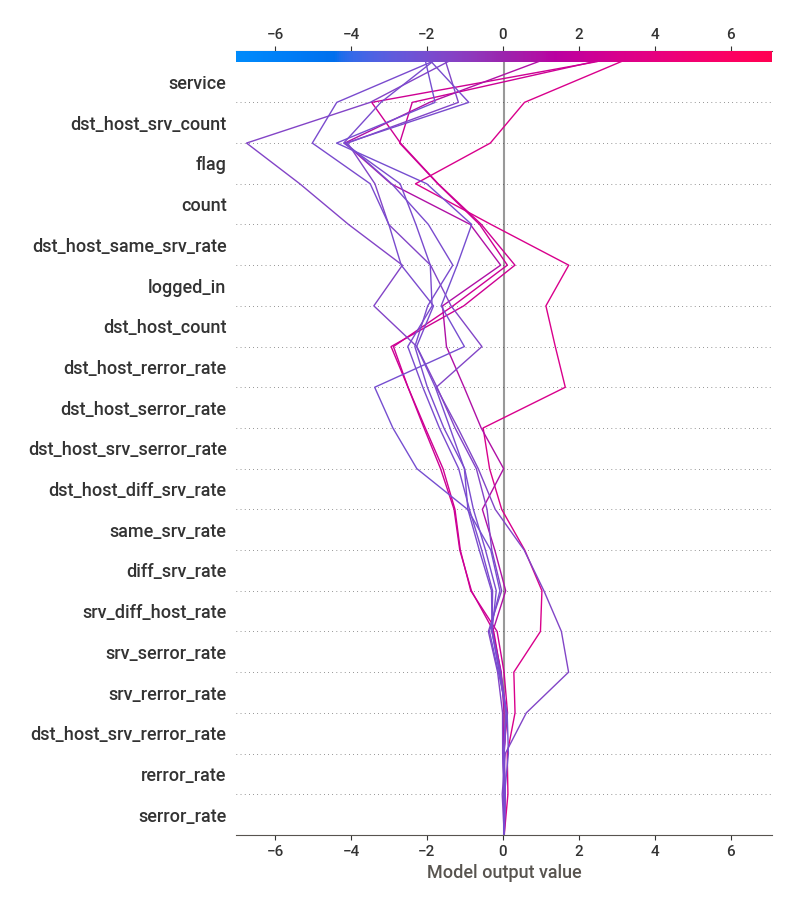 −6 −4 −2 0 2 4 6
service
dst_host_srv_count
flag
count
dst_host_same_srv_rate
logged_in
dst_host_count
dst_host_rerror_rate
dst_host_serror_rate
dst_host_srv_serror_rate
dst_host_diff_srv_rate
same_srv_rate
diff_srv_rate
srv_diff_host_rate
srv_serror_rate
srv_rerror_rate
dst_host_srv_rerror_rate
rerror_rate
serror_rate
−6 −4 −2 0 2 4 6
Model output value